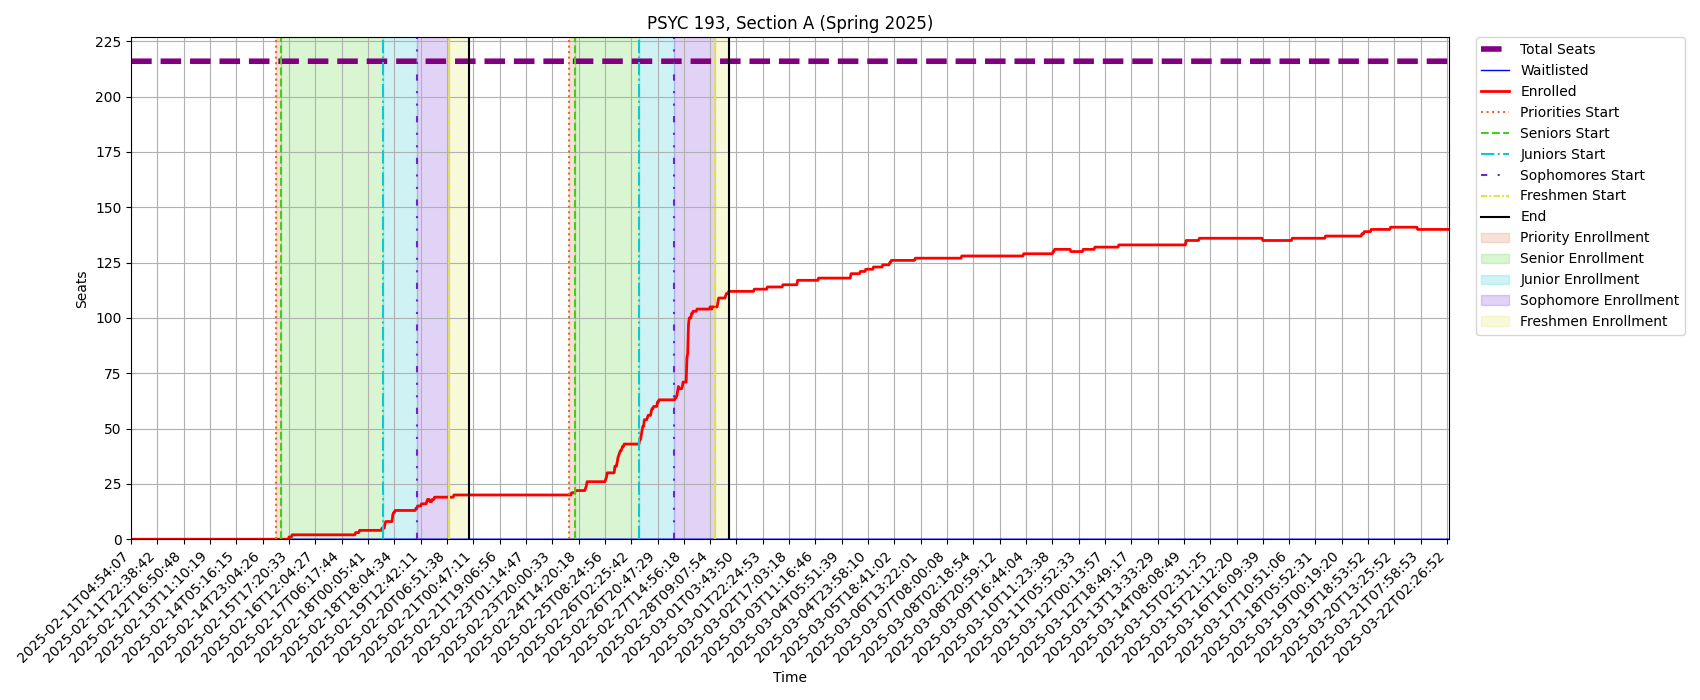 PSYC 193, Section A (Spring 2025)
Seats
225
200
175
150
125
100
75
50
25
0
2025-02-11T04:54:07
2025-02-11T22:38:42
2025-02-12T16:50:48
2025-02-13T11:10:19
2025-02-14T05:16:15
2025-02-14T23:04:26
2025-02-15T17:20:33
2025-02-16T12:04:27
2025-02-17T06:17:44
2025-02-18T00:05:41
2025-02-18T18:04:34
2025-02-19T12:42:11
2025-02-20T06:51:38
2025-02-21T00:47:11
2025-02-21T19:06:56
2025-02-22T13:14:47
2025-02-23T20:00:33
2025-02-24T14:20:18
2025-02-25T08:24:56
2025-02-26T02:25:42
2025-02-26T20:47:29
2025-02-27T14:56:18
2025-02-28T09:07:54
2025-03-01T03:43:50
2025-03-01T22:24:53
2025-03-02T17:03:18
2025-03-03T11:16:46
2025-03-04T05:51:39
2025-03-04T23:58:10
2025-03-05T18:41:02
2025-03-06T13:22:01
2025-03-07T08:00:08
2025-03-08T02:18:54
2025-03-08T20:59:12
2025-03-09T16:44:04
2025-03-10T11:23:38
2025-03-11T05:52:33
2025-03-12T00:13:57
2025-03-12T18:49:17
2025-03-13T13:33:29
2025-03-14T08:08:49
2025-03-15T02:31:25
2025-03-15T21:12:20
2025-03-16T16:09:39
2025-03-17T10:51:06
2025-03-18T05:52:31
2025-03-19T00:19:20
2025-03-19T18:53:52
2025-03-20T13:25:52
2025-03-21T07:58:53
2025-03-22T02:26:52
Time
Total Seats
Waitlisted
Enrolled
Priorities Start
Seniors Start
Juniors Start
Sophomores Start
Freshmen Start
End
Priority Enrollment
Senior Enrollment
Junior Enrollment
Sophomore Enrollment
Freshmen Enrollment